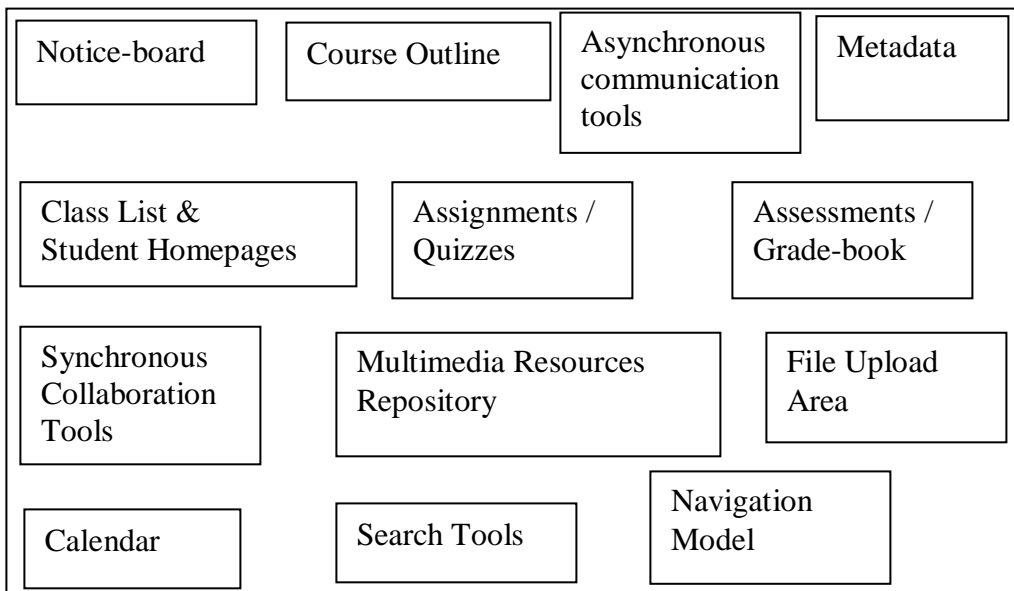 Notice-board
Course Outline
Asynchronous
communication
tools
Metadata
Class List &
Student Homepages
Assignments /
Quizzes
Assessments /
Grade-book
Synchronous
Collaboration
Tools
Multimedia Resources
Repository
File Upload
Area
Calendar
Search Tools
Navigation
Model